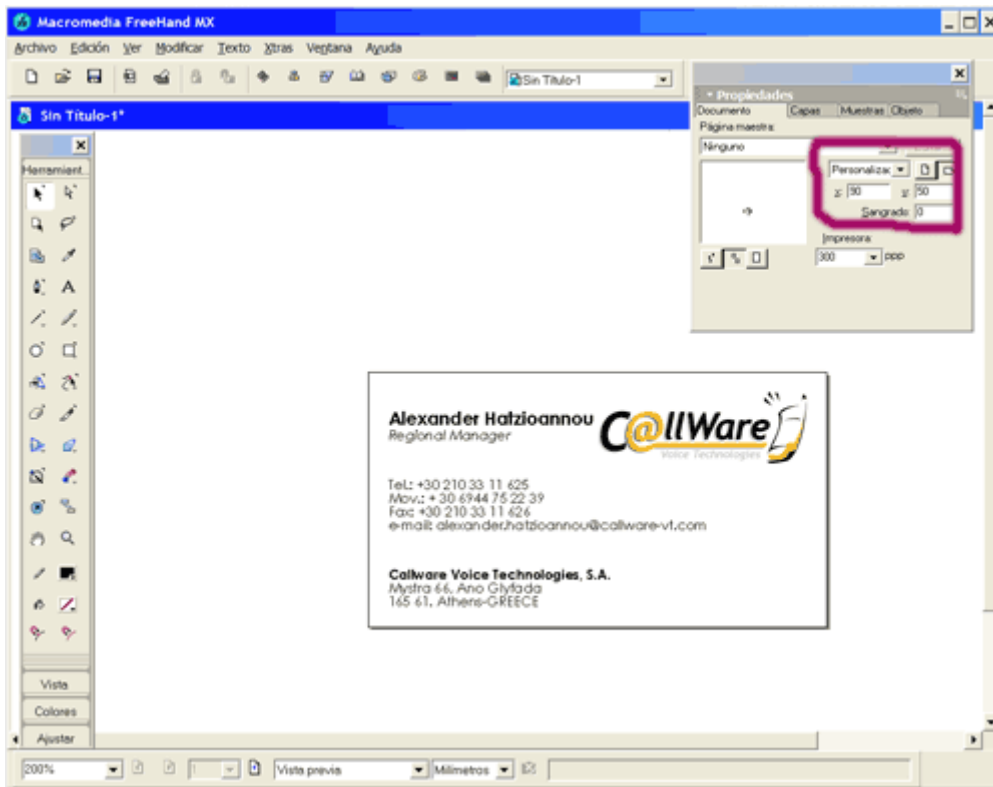 Macromedia FreeHand MX
Archivo Edición Ver Modificar Texto Xtras Ventana Ayuda
Sin Título-1
Sin Título-1*
Propiedades
Documento Capas Muestras Objeto
Página maestra:
Ninguno
Personalizac
x: 90 y: 50
Sangrado: 0
Impresora:
300 ppp
Herramient..
A
Alexander Hatzioannou
Regional Manager
C@llWare
Voice Technologies
Tel.: +30 210 33 11 625
Mov.: + 30 6944 75 22 39
Fax: +30 210 33 11 626
e-mail: alexander.hatzioannou@callware-vt.com
Callware Voice Technologies, S.A.
Mystra 66, Ano Glyfada
165 61, Athens-GREECE
Vista
Colores
Ajustar
200% 1 Vista previa Milímetros